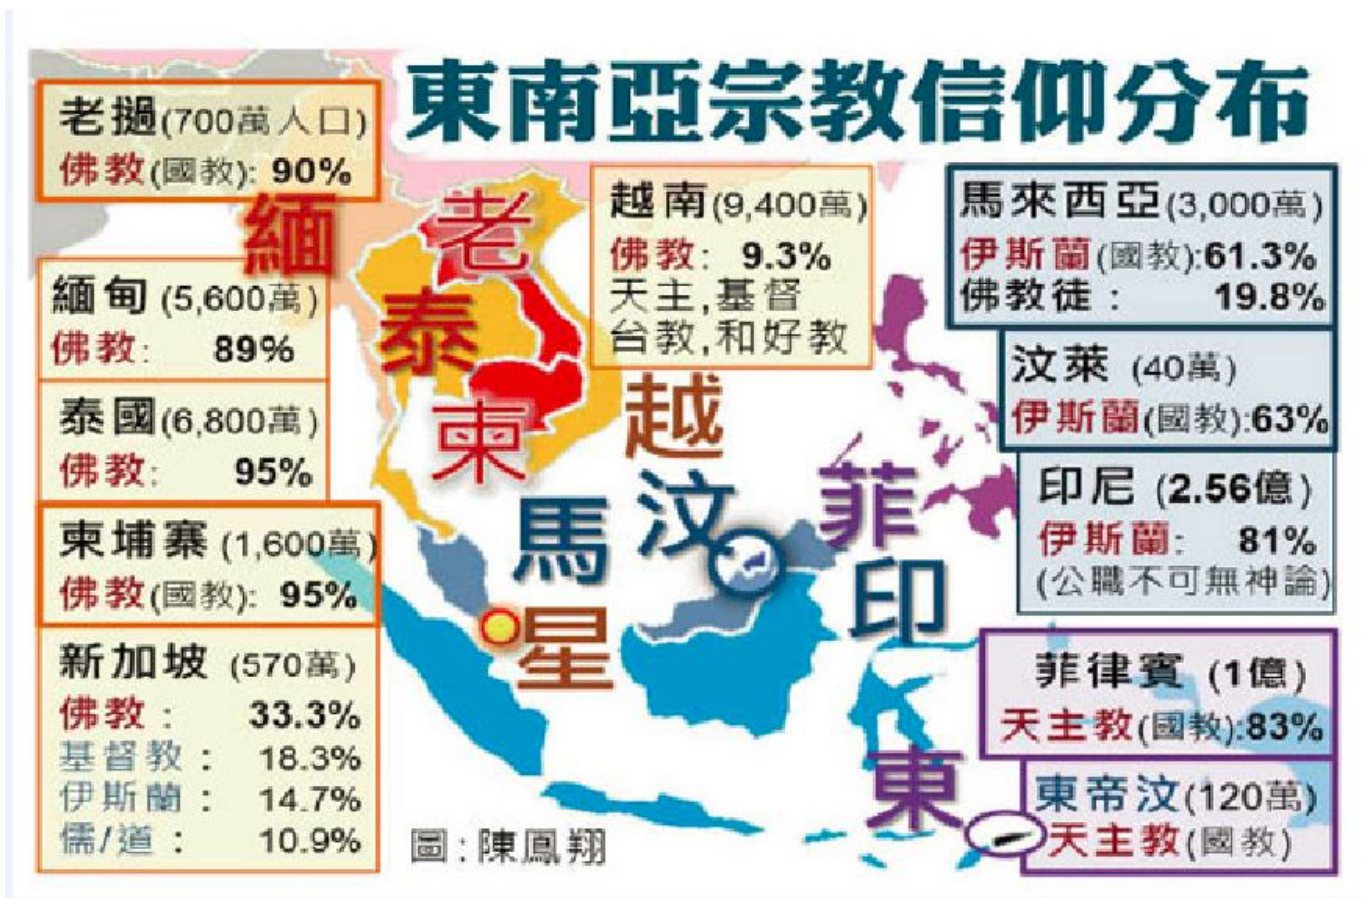 東南亞宗教信仰分布
老撾(700萬人口)
佛教(國教): 90%
緬甸(5,600萬)
佛教: 89%
泰國(6,800萬)
佛教: 95%
柬埔寨(1,600萬)
佛教(國教): 95%
新加坡 (570萬)
佛教： 33.3%
基督教： 18.3%
伊斯蘭： 14.7%
儒/道： 10.9%
越南(9,400萬)
佛教: 9.3%
天主,基督
台教,和好教
馬來西亞(3,000萬)
伊斯蘭(國教):61.3%
佛教徒： 19.8%
汶萊 (40萬)
伊斯蘭(國教):63%
印尼 (2.56億)
伊斯蘭: 81%
(公職不可無神論)
菲律賓 (1億)
天主教(國教):83%
東帝汶(120萬)
天主教(國教)
緬
老
泰
柬
越
馬
汶
菲
星
印
東
圖:陳鳳翔